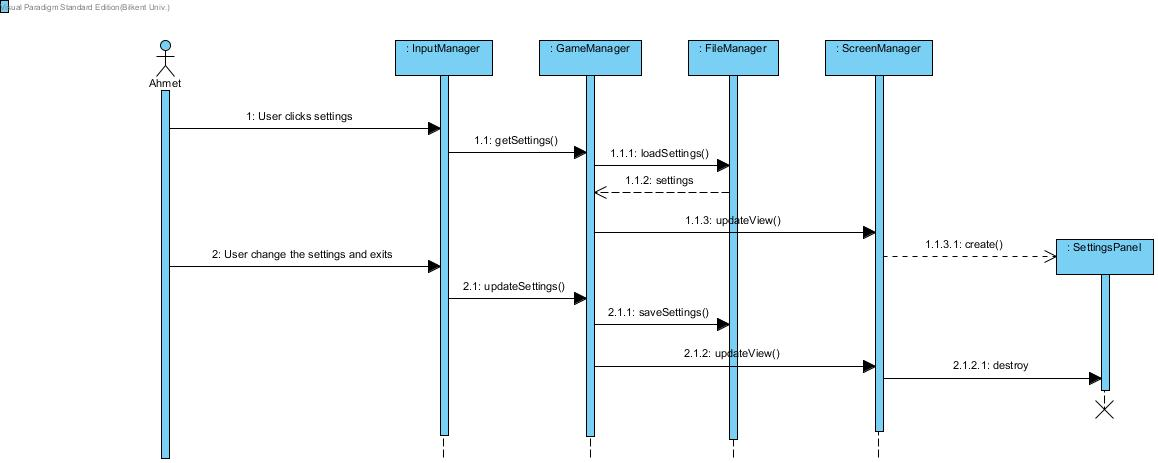 Visual Paradigm Standard Edition(Bilkent Univ.)
: InputManager
: GameManager
: FileManager
: ScreenManager
Ahmet
1: User clicks settings
1.1: getSettings()
1.1.1: loadSettings()
1.1.2: settings
1.1.3: updateView()
1.1.3.1: create()
: SettingsPanel
2: User change the settings and exits
2.1: updateSettings()
2.1.1: saveSettings()
2.1.2: updateView()
2.1.2.1: destroy